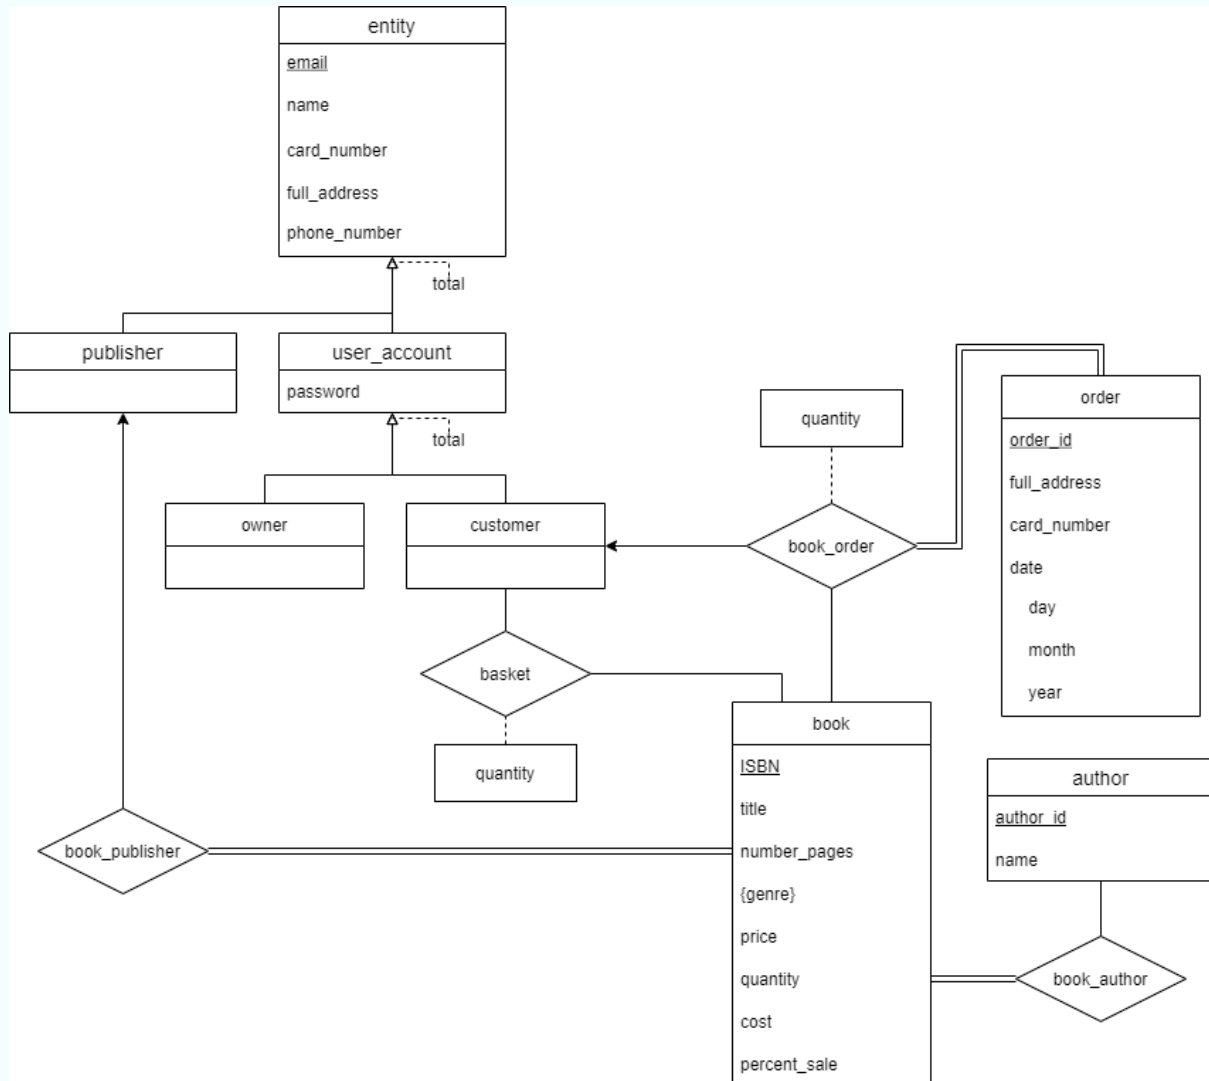 entity
email
name
card_number
full_address
phone_number
total
publisher
user_account
password
total
owner
customer
quantity
book_order
order
order_id
full_address
card_number
date
day
month
year
basket
quantity
book_publisher
book
ISBN
title
number_pages
{genre}
price
quantity
cost
percent_sale
author
author_id
name
book_author